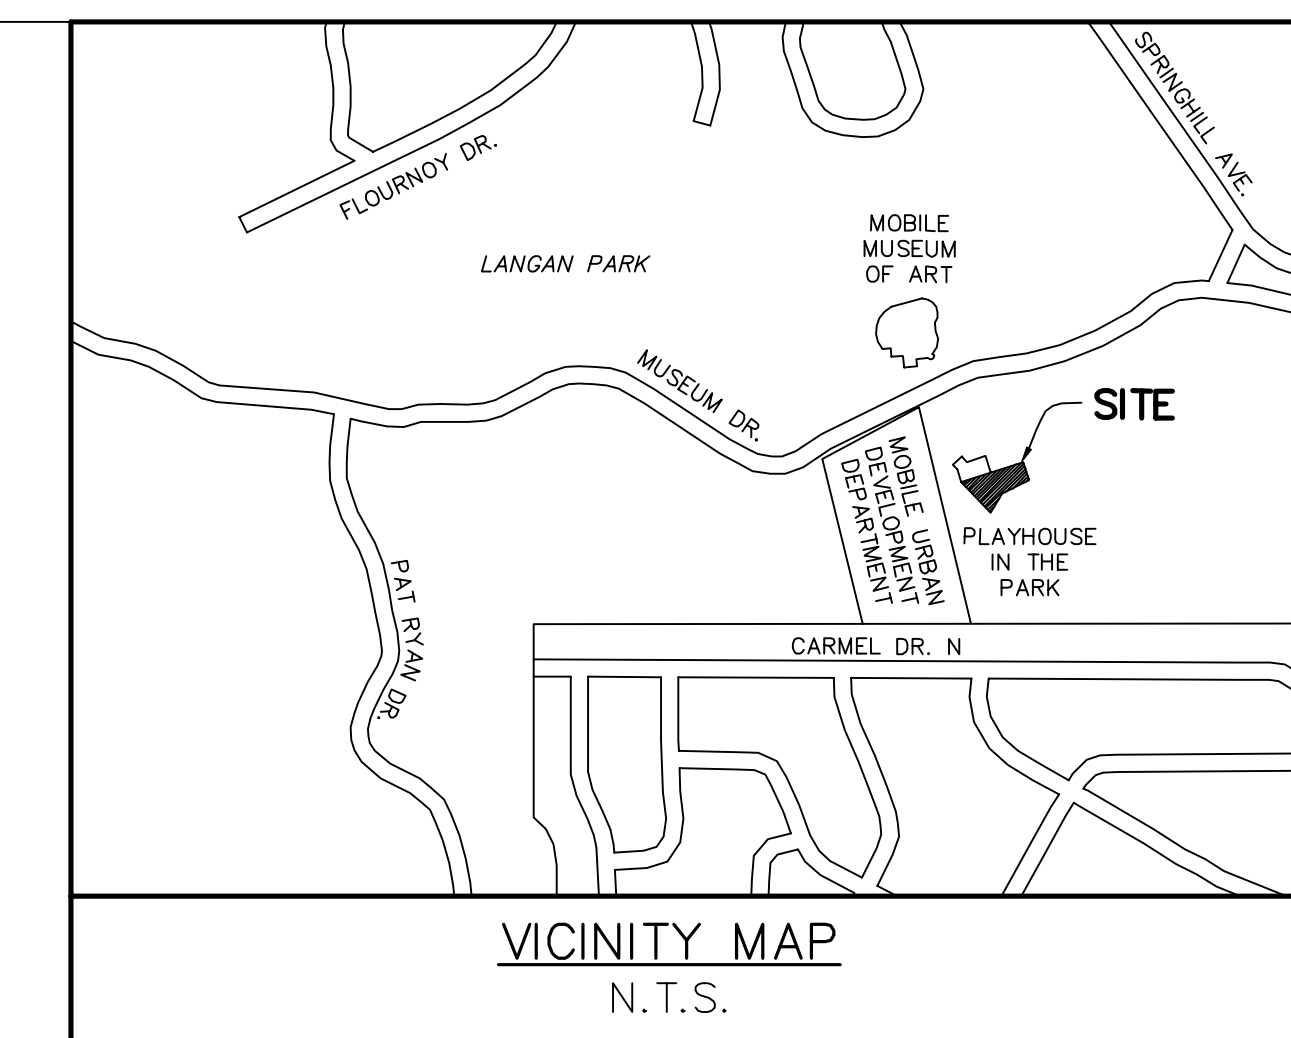 SPRINGHILL AVE.
FLOURNOY DR.
MOBILE
MUSEUM
OF ART
LANGAN PARK
MUSEUM DR.
SITE
MOBILE URBAN
DEVELOPMENT
DEPARTMENT
PLAYHOUSE
IN THE
PARK
PAT RYAN DR.
CARMEL DR. N
VICINITY MAP
N.T.S.